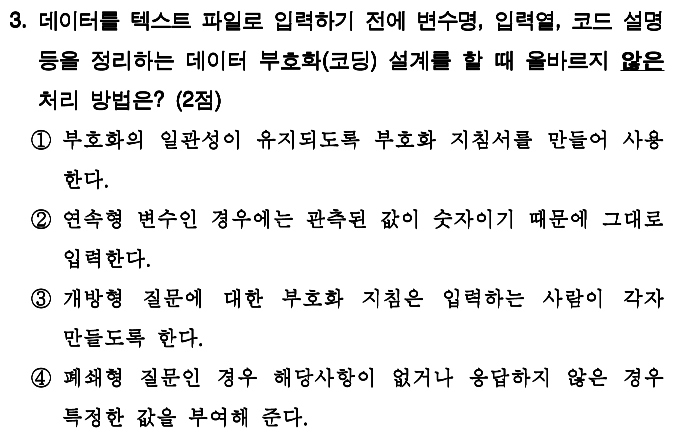 3. 데이터를 텍스트 파일로 입력하기 전에 변수명, 입력열, 코드 설명
등을 정리하는 데이터 부호화(코딩) 설계를 할 때 올바르지 않은
처리 방법은? (2점)
① 부호화의 일관성이 유지되도록 부호화 지침서를 만들어 사용
한다.
② 연속형 변수인 경우에는 관측된 값이 숫자이기 때문에 그대로
입력한다.
③ 개방형 질문에 대한 부호화 지침은 입력하는 사람이 각자
만들도록 한다.
④ 폐쇄형 질문인 경우 해당사항이 없거나 응답하지 않은 경우
특정한 값을 부여해 준다.